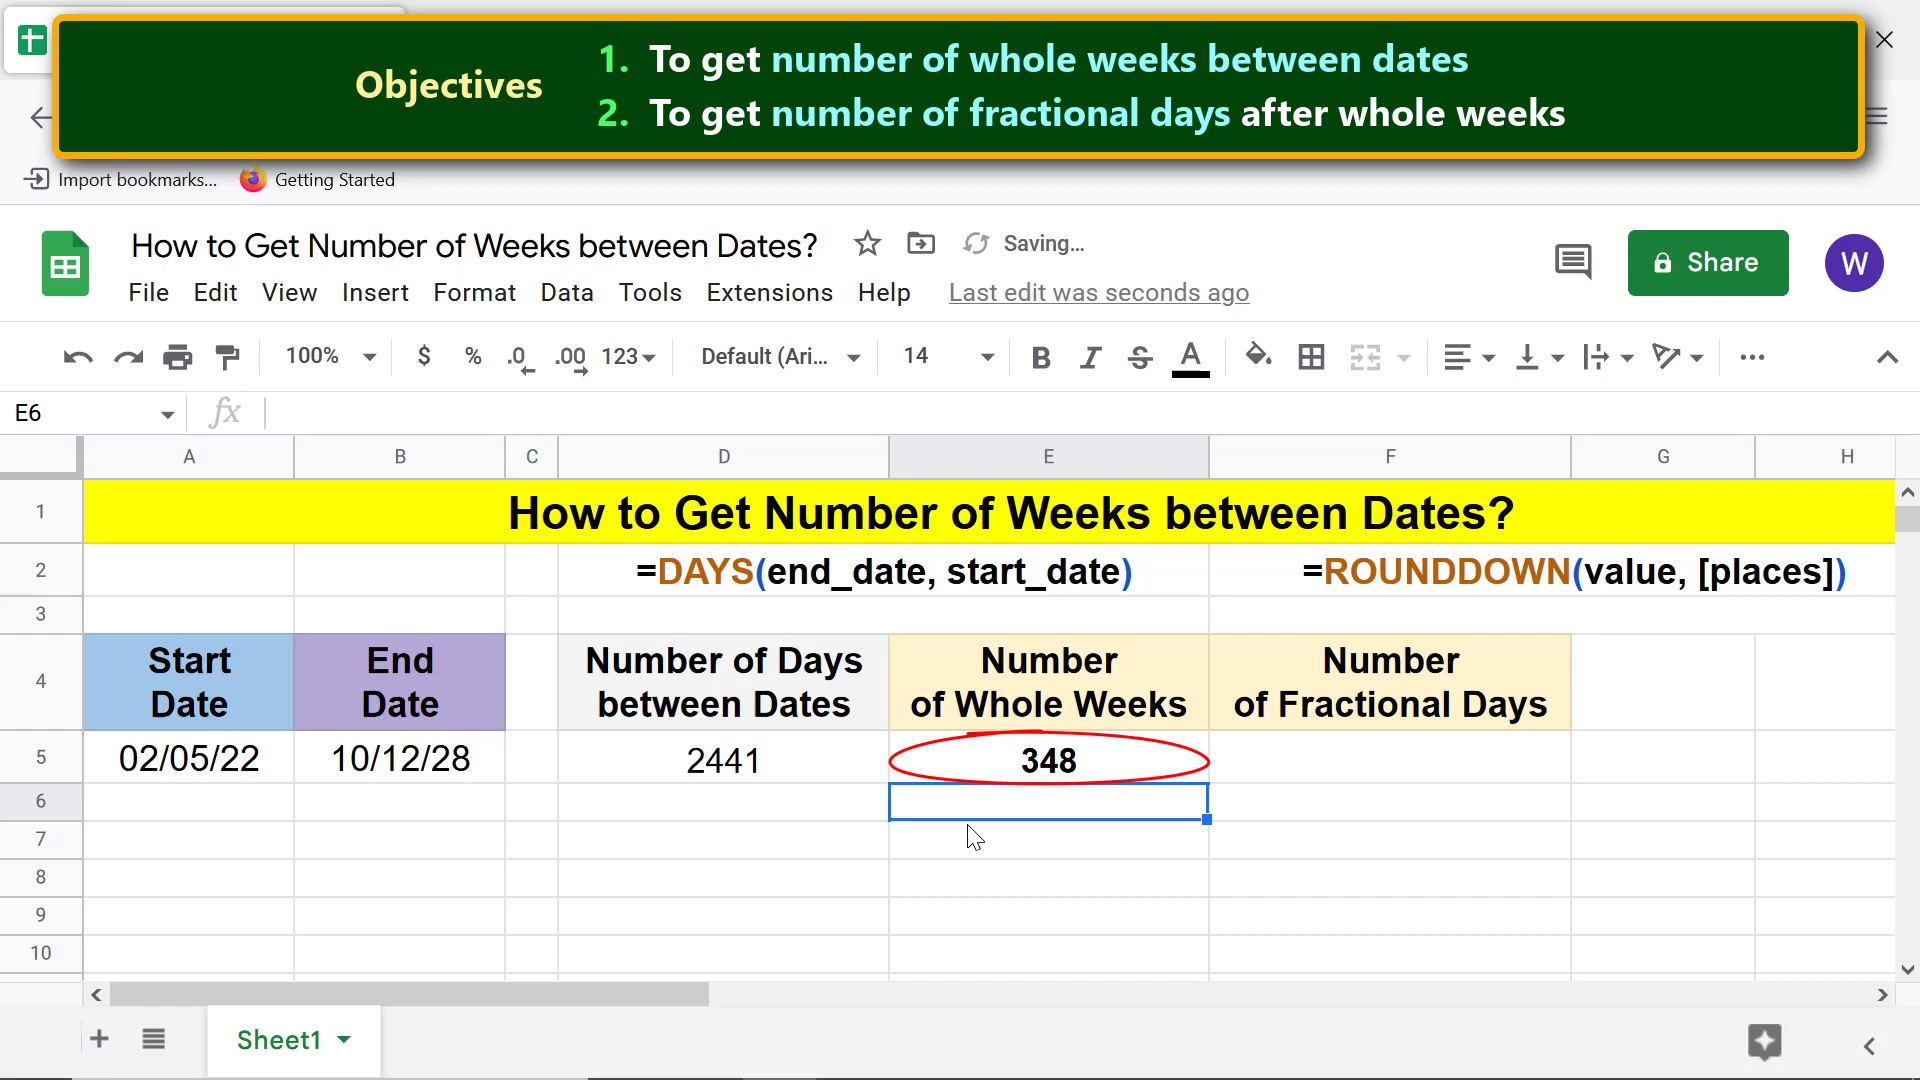 Objectives
1. To get number of whole weeks between dates
2. To get number of fractional days after whole weeks
Import bookmarks...
Getting Started
How to Get Number of Weeks between Dates?
Saving...
Share
W
File Edit View Insert Format Data Tools Extensions Help Last edit was seconds ago
100% $ % .0 .00 123 Default (Ari... 14 B I S A
E6 fx
A B C D E F G H
1 How to Get Number of Weeks between Dates?
2 =DAYS(end_date, start_date) =ROUNDDOWN(value, [places])
3
Start Number of Days Number Number
4 End
Date Date between Dates of Whole Weeks of Fractional Days
5 02/05/22 10/12/28 2441 348
6
7
8
9
10
Sheet1